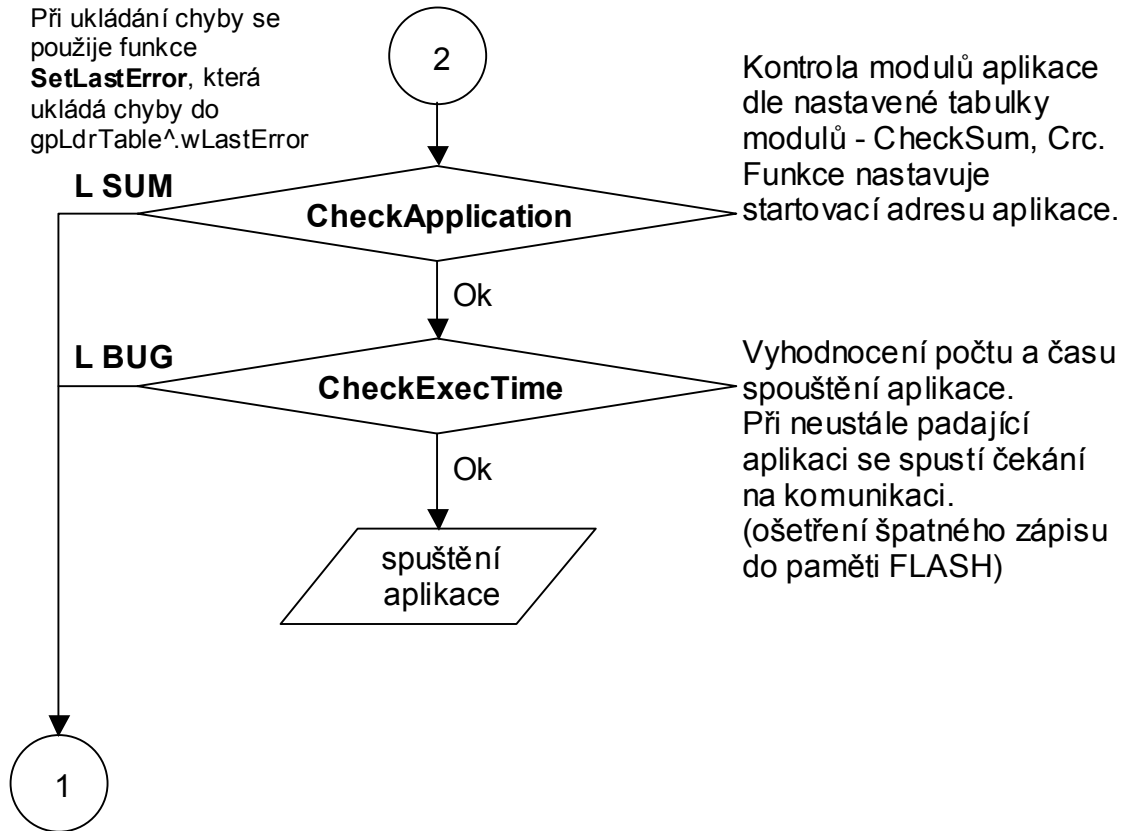 Při ukládání chyby se
použije funkce
SetLastError, která
ukládá chyby do
gpLdrTable^.wLastError
2
Kontrola modulů aplikace
dle nastavené tabulky
modulů - CheckSum, Crc.
Funkce nastavuje
startovací adresu aplikace.
L SUM
CheckApplication
Ok
L BUG
CheckExecTime
Vyhodnocení počtu a času
spouštění aplikace.
Při neustále padající
aplikaci se spustí čekání
na komunikaci.
(ošetření špatného zápisu
do paměti FLASH)
Ok
spuštění
aplikace
1